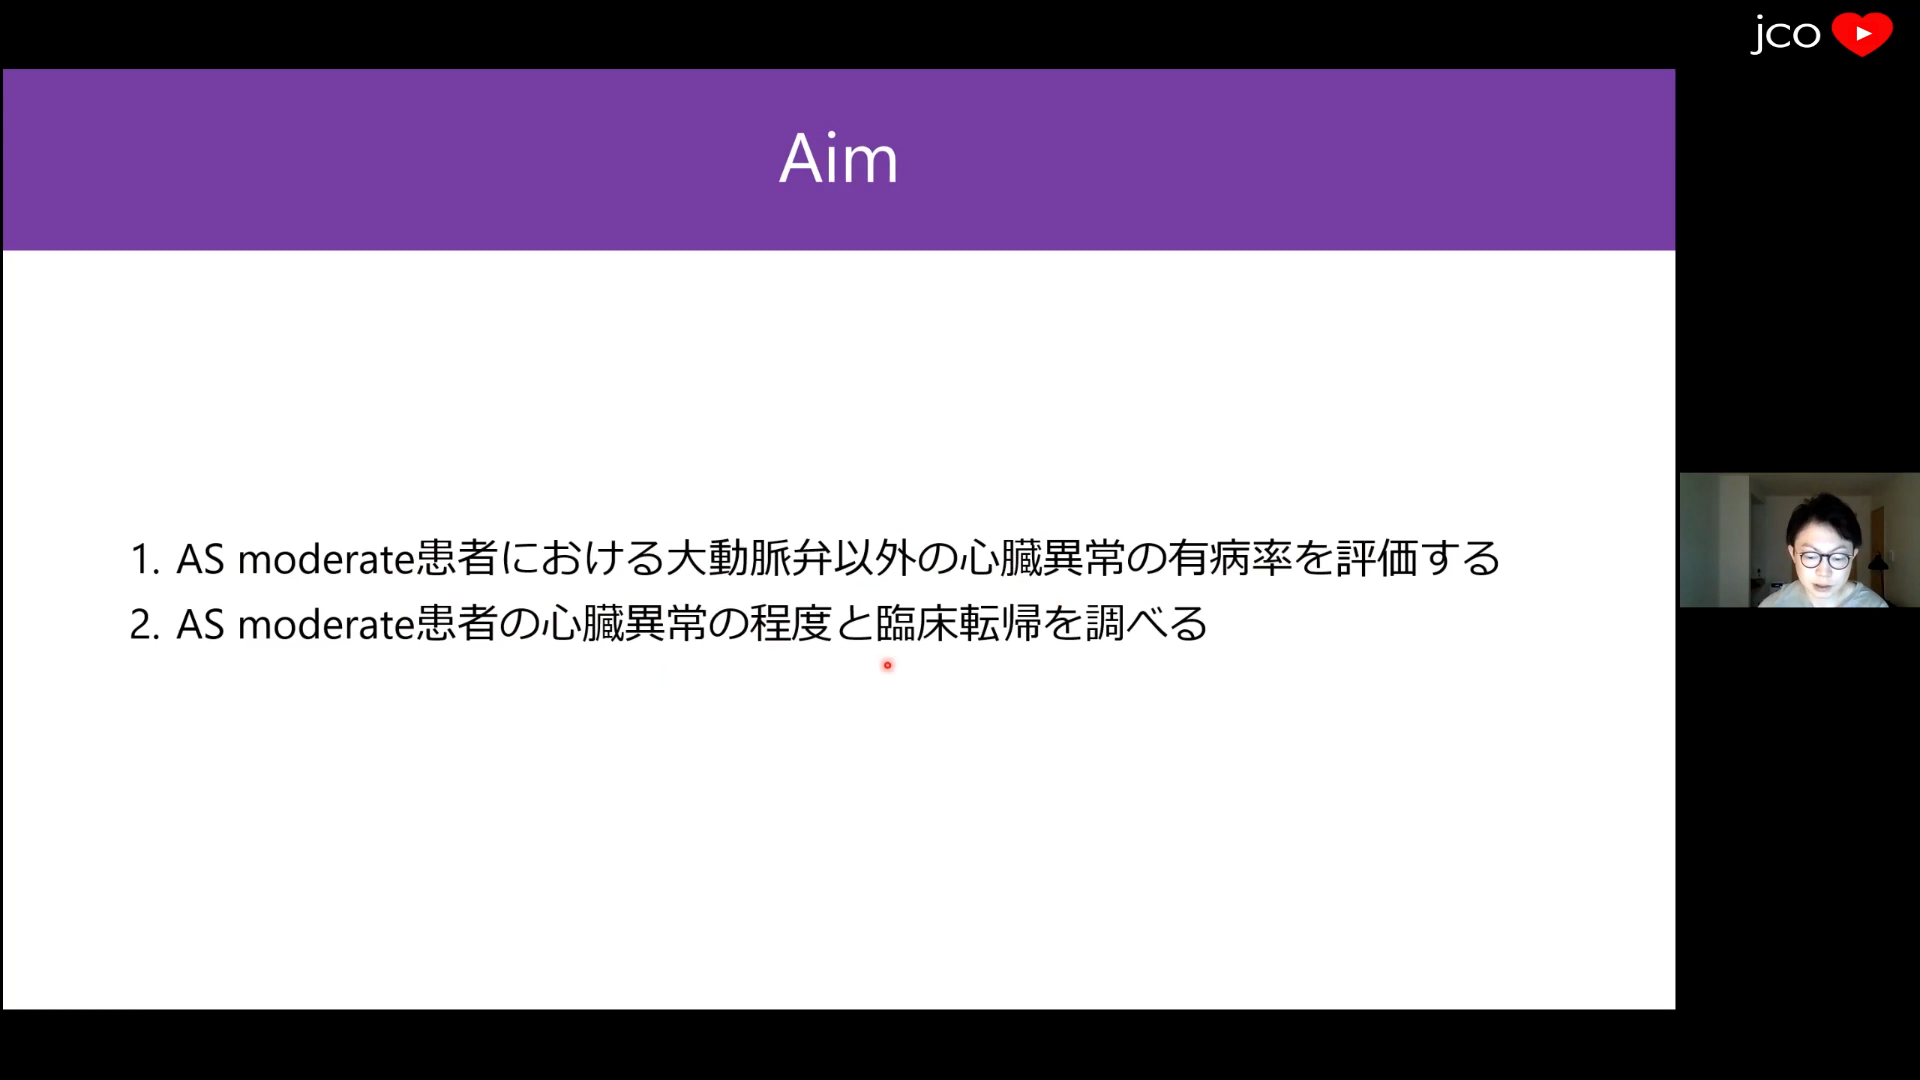 jco
Aim
1. AS moderate患者における大動脈弁以外の心臓異常の有病率を評価する
2. AS moderate患者の心臓異常の程度と臨床転帰を調べる